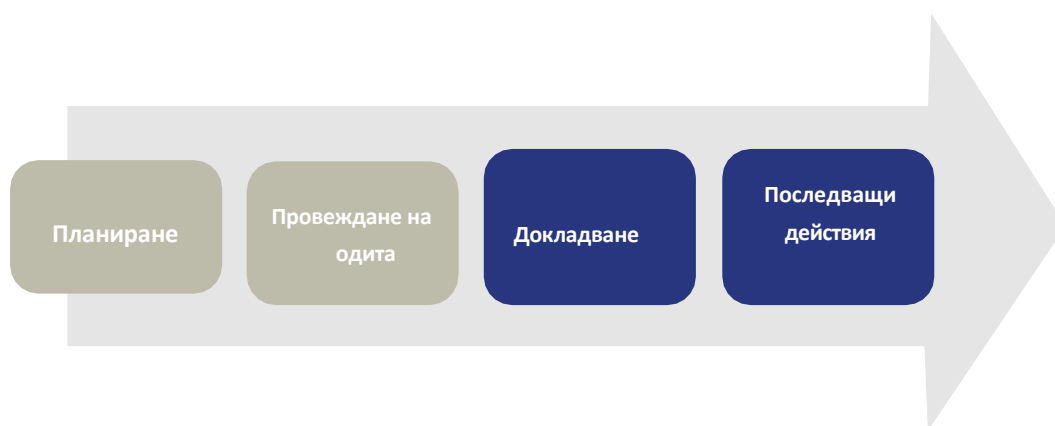 Планиране
Провеждане на
одита
Докладване
Последващи
действия